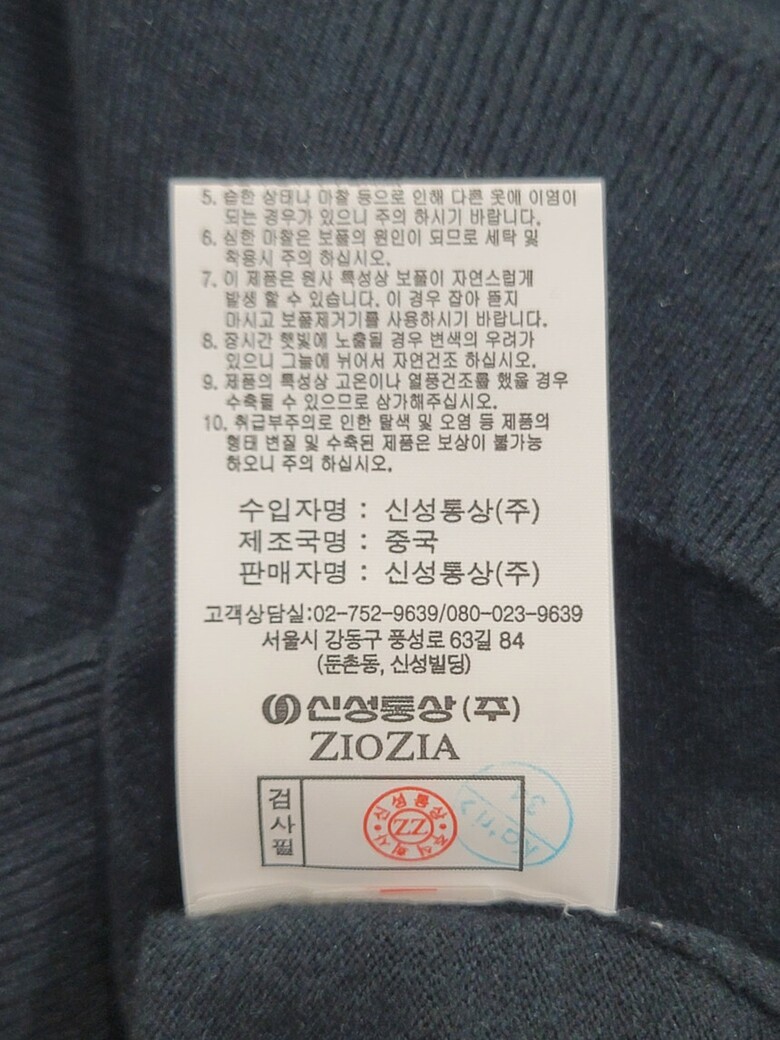 5. 습한 상태나 마찰 등으로 인해 다른 옷에 이염이
되는 경우가 있으니 주의 하시기 바랍니다.
6. 심한 마찰은 보풀의 원인이 되므로 세탁 및
착용시 주의 하십시오.
7. 이 제품은 원사 특성상 보풀이 자연스럽게
발생 할 수 있습니다. 이 경우 잡아 뜯지
마시고 보풀제거기를 사용하시기 바랍니다.
8. 장시간 햇빛에 노출될 경우 변색의 우려가
있으니 그늘에 뉘어서 자연건조 하십시오.
9. 제품의 특성상 고온이나 열풍건조를 했을 경우
수축될 수 있으므로 삼가해주십시오.
10. 취급부주의로 인한 탈색 및 오염 등 제품의
형태 변질 및 수축된 제품은 보상이 불가능
하오니 주의 하십시오.
수입자명 : 신성통상(주)
제조국명 : 중국
판매자명 : 신성통상(주)
고객상담실:02-752-9639/080-023-9639
서울시 강동구 풍성로 63길 84
(둔촌동, 신성빌딩)
신성통상(주)
ZIOZIA
검사필
신성통상
ZZ
주식회사